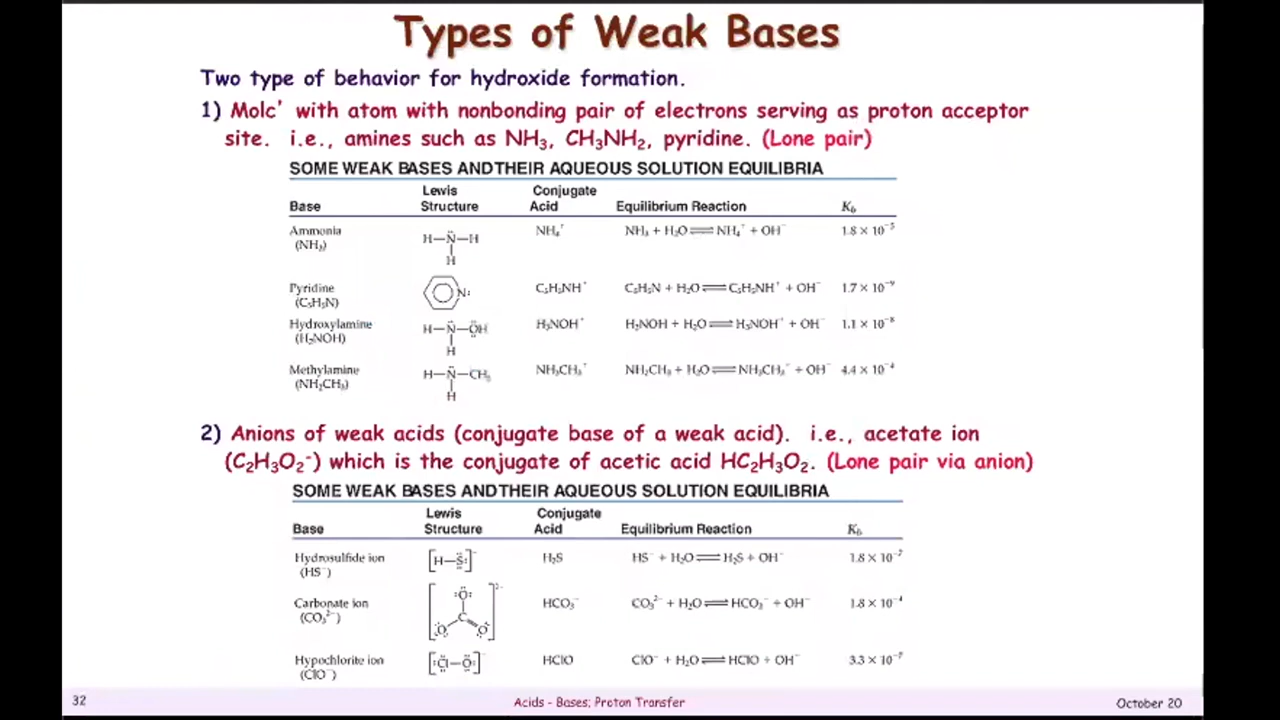 Types of Weak Bases
Two type of behavior for hydroxide formation.
1) Molc' with atom with nonbonding pair of electrons serving as proton acceptor
site. i.e., amines such as NH₃, CH₃NH₂, pyridine. (Lone pair)
SOME WEAK BASES AND THEIR AQUEOUS SOLUTION EQUILIBRIA
Base Lewis Structure Conjugate Acid Equilibrium Reaction K_b
Ammonia (NH₃) H—N̈—H H NH₄⁺ NH₃ + H₂O ⇌ NH₄⁺ + OH⁻ 1.8 × 10⁻⁵
Pyridine (C₅H₅N) N: C₅H₅NH⁺ C₅H₅N + H₂O ⇌ C₅H₅NH⁺ + OH⁻ 1.7 × 10⁻⁹
Hydroxylamine (H₂NOH) H—N̈—ÖH H H₃NOH⁺ H₂NOH + H₂O ⇌ H₃NOH⁺ + OH⁻ 1.1 × 10⁻⁸
Methylamine (NH₂CH₃) H—N̈—CH₃ H NH₃CH₃⁺ NH₂CH₃ + H₂O ⇌ NH₃CH₃⁺ + OH⁻ 4.4 × 10⁻⁴
2) Anions of weak acids (conjugate base of a weak acid). i.e., acetate ion
(C₂H₃O₂⁻) which is the conjugate of acetic acid HC₂H₃O₂. (Lone pair via anion)
SOME WEAK BASES AND THEIR AQUEOUS SOLUTION EQUILIBRIA
Base Lewis Structure Conjugate Acid Equilibrium Reaction K_b
Hydrosulfide ion (HS⁻) [H—S̈:]⁻ H₂S HS⁻ + H₂O ⇌ H₂S + OH⁻ 1.8 × 10⁻⁷
Carbonate ion (CO₃²⁻) [O C O O]²⁻ HCO₃⁻ CO₃²⁻ + H₂O ⇌ HCO₃⁻ + OH⁻ 1.8 × 10⁻⁴
Hypochlorite ion (ClO⁻) [:Cl—O:]⁻ HClO ClO⁻ + H₂O ⇌ HClO + OH⁻ 3.3 × 10⁻⁷
32 Acids - Bases; Proton Transfer October 20